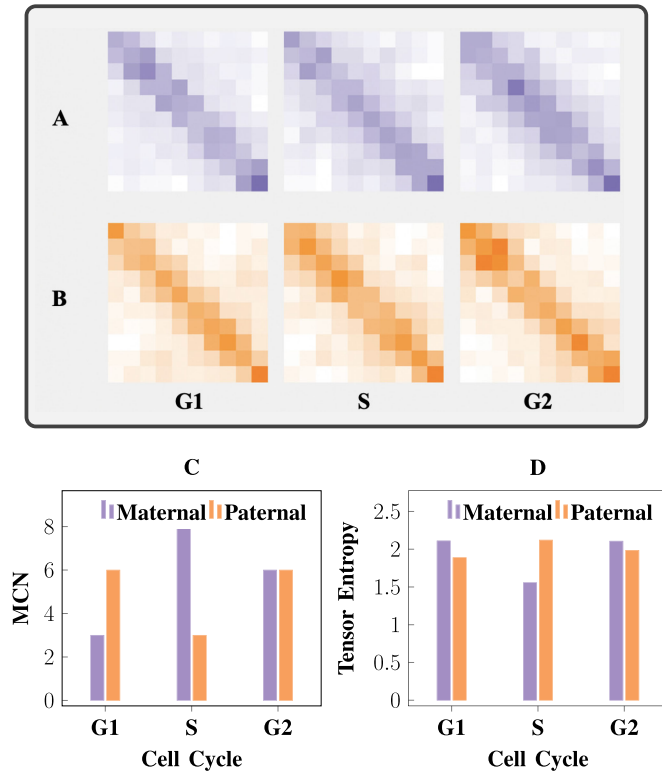 A
B
G1 S G2
C
Maternal Paternal
8
6
4
2
0
MCN
G1 S G2
Cell Cycle
D
Maternal Paternal
2.5
2
1.5
1
0.5
0
Tensor Entropy
G1 S G2
Cell Cycle